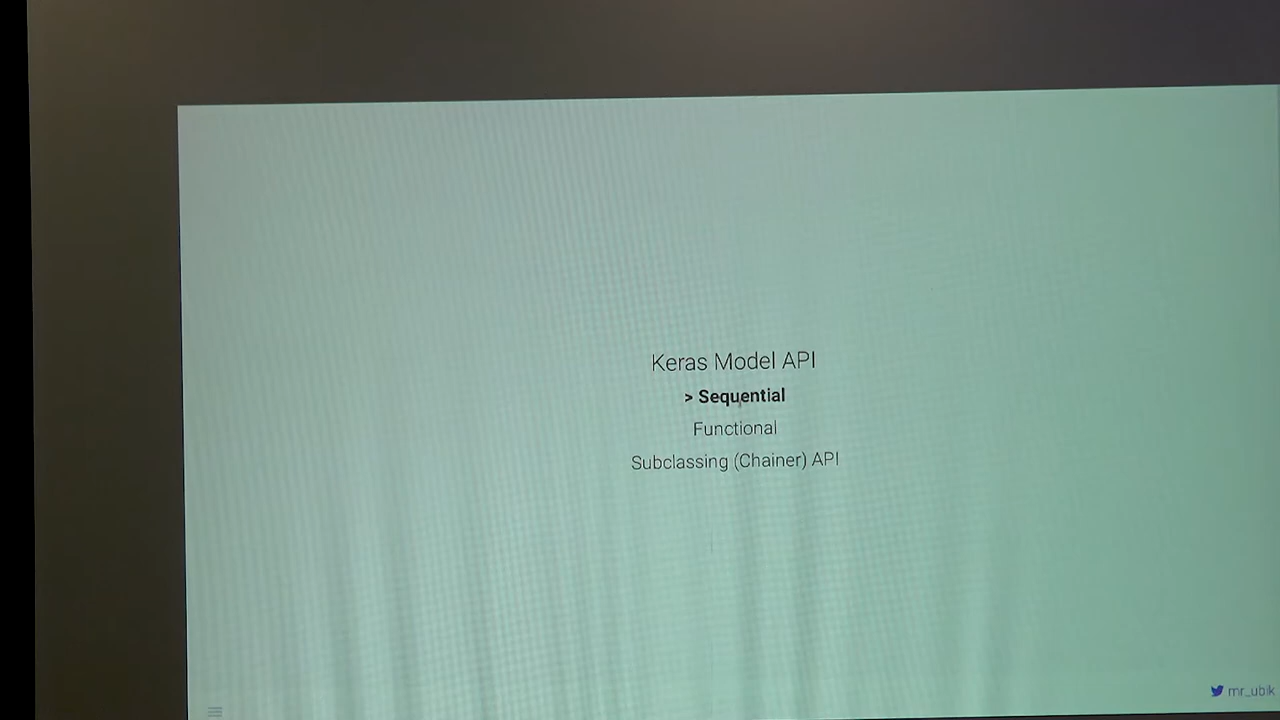 Keras Model API
> Sequential
Functional
Subclassing (Chainer) API
mr_ubik